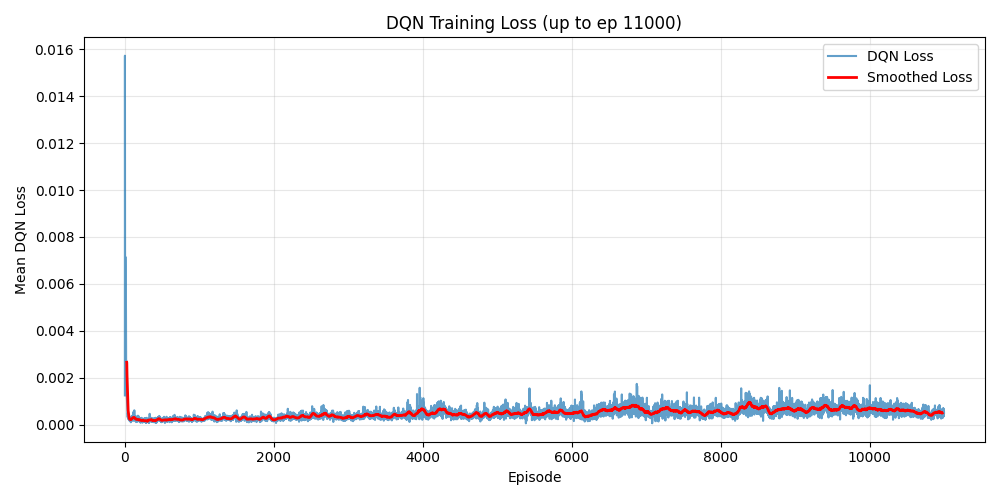 DQN Training Loss (up to ep 11000)
DQN Loss
Smoothed Loss
Mean DQN Loss
0.016
0.014
0.012
0.010
0.008
0.006
0.004
0.002
0.000
0 2000 4000 6000 8000 10000
Episode